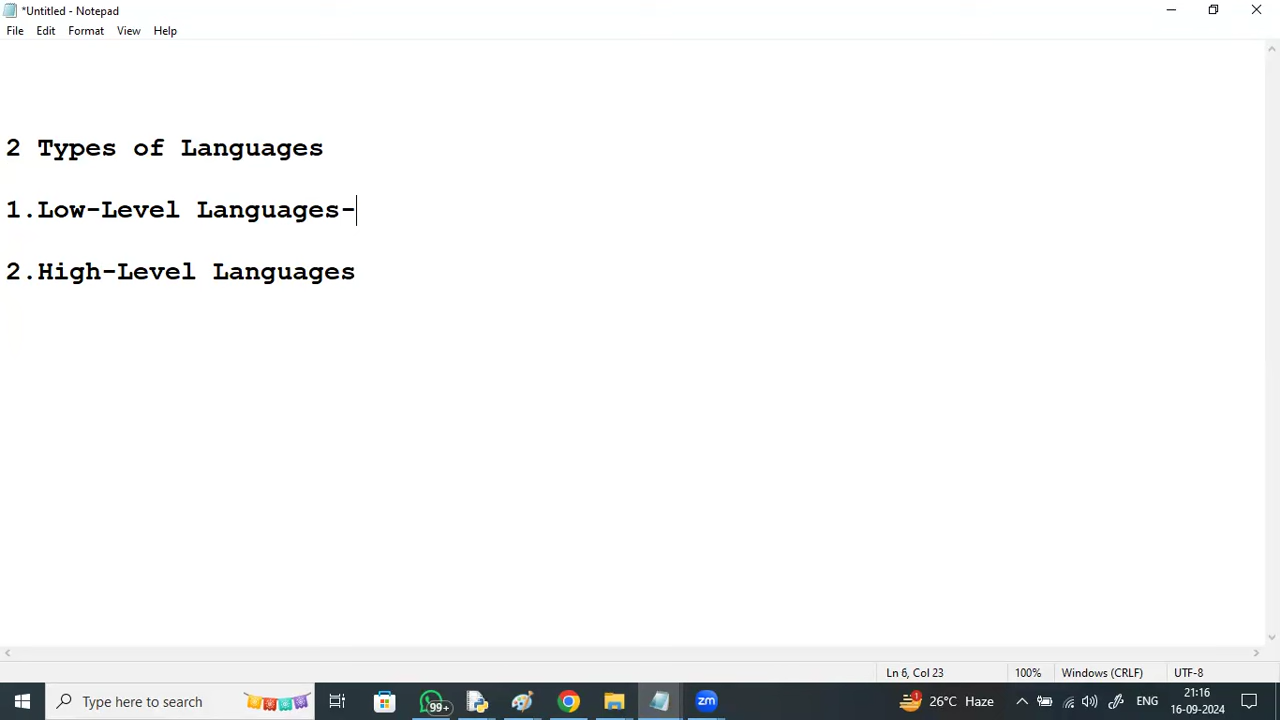 *Untitled - Notepad
File Edit Format View Help
2 Types of Languages
1.Low-Level Languages-
2.High-Level Languages
Ln 6, Col 23 100% Windows (CRLF) UTF-8
Type here to search
99+
zm
1
26°C Haze
ENG
21:16
16-09-2024